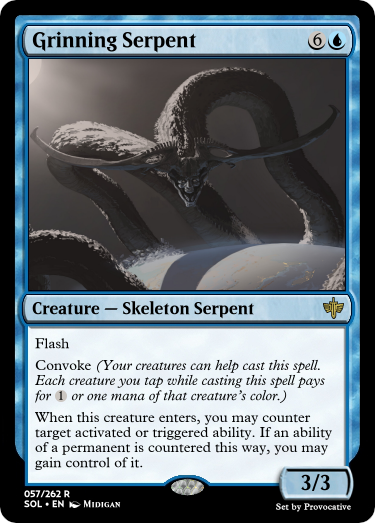 Grinning Serpent 6
Creature — Skeleton Serpent
Flash
Convoke (Your creatures can help cast this spell.
Each creature you tap while casting this spell pays
for 1 or one mana of that creature's color.)
When this creature enters, you may counter
target activated or triggered ability. If an ability
of a permanent is countered this way, you may
gain control of it.
3/3
057/262 R
SOL • EN Midigan
Set by Provocative